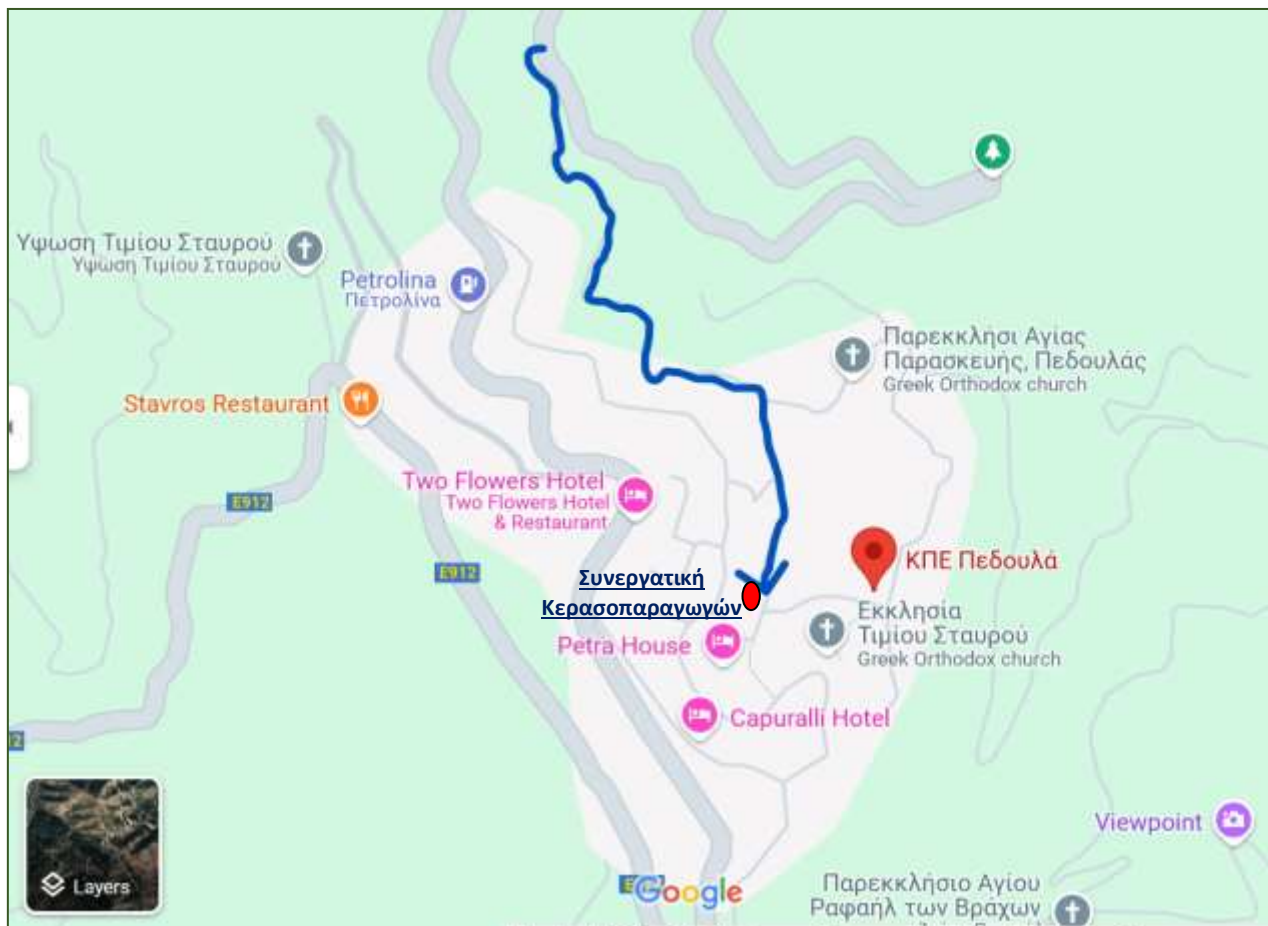 Υψωση Τιμίου Σταυρού
Υψωση Τιμίου Σταυρού
Petrolina
Πετρολίνα
Παρεκκλήσι Αγίας
Παρασκευής, Πεδουλάς
Greek Orthodox church
Stavros Restaurant
Two Flowers Hotel
Two Flowers Hotel
& Restaurant
E912
E912
ΚΠΕ Πεδουλά
Συνεργατική
Κερασοπαραγωγών
Εκκλησία
Τιμίου Σταυρού
Greek Orthodox church
Petra House
Capuralli Hotel
Viewpoint
Layers
Google
Παρεκκλήσιο Αγίου
Ραφαήλ των Βράχων